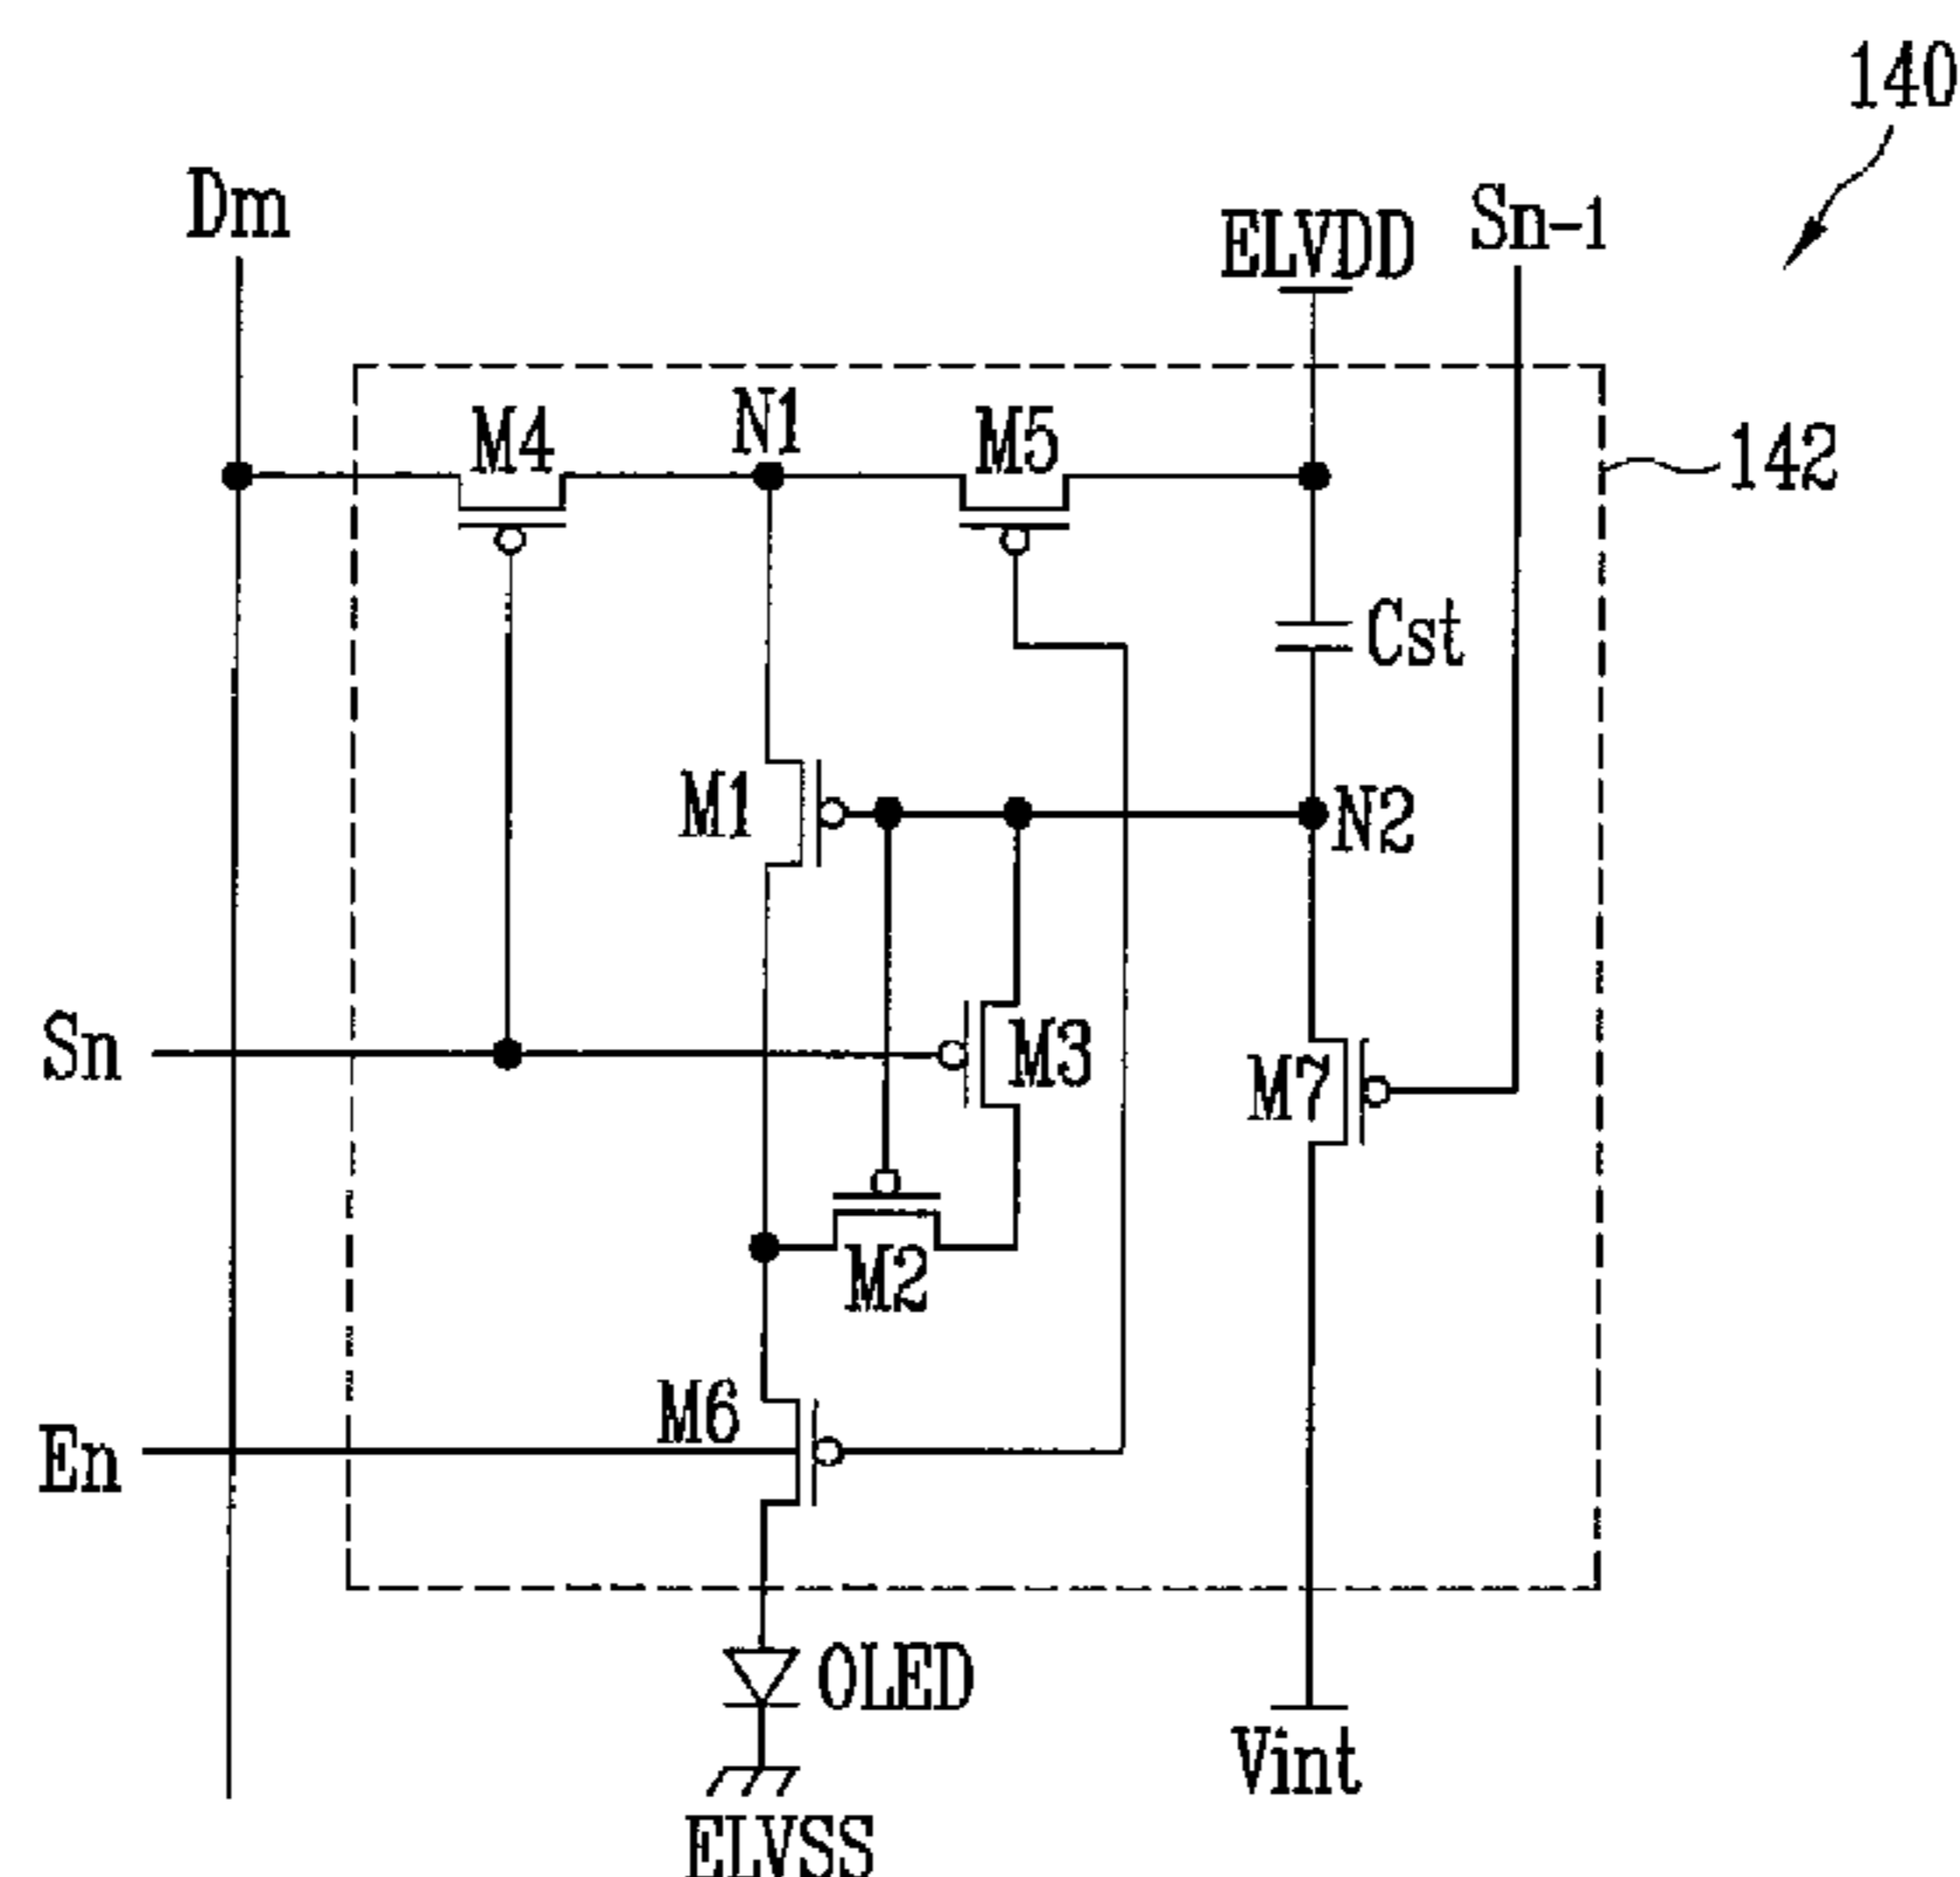 140
Dm
ELVDD
Sn-1
M4
N1
M5
142
Cst
M1
N2
Sn
M3
M7
M2
M6
En
OLED
Vint
ELVSS